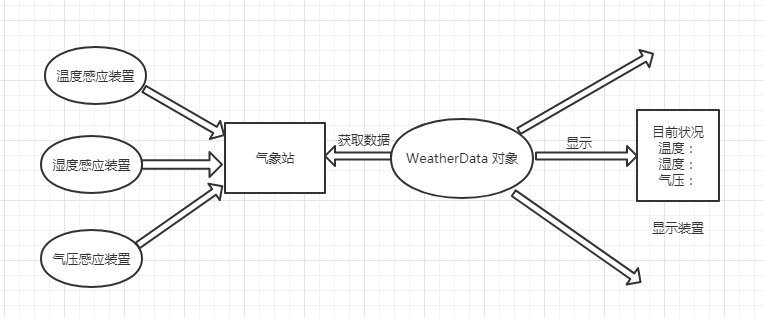 温度感应装置
湿度感应装置
气压感应装置
气象站
获取数据
WeatherData 对象
显示
目前状况
温度：
湿度：
气压：
显示装置